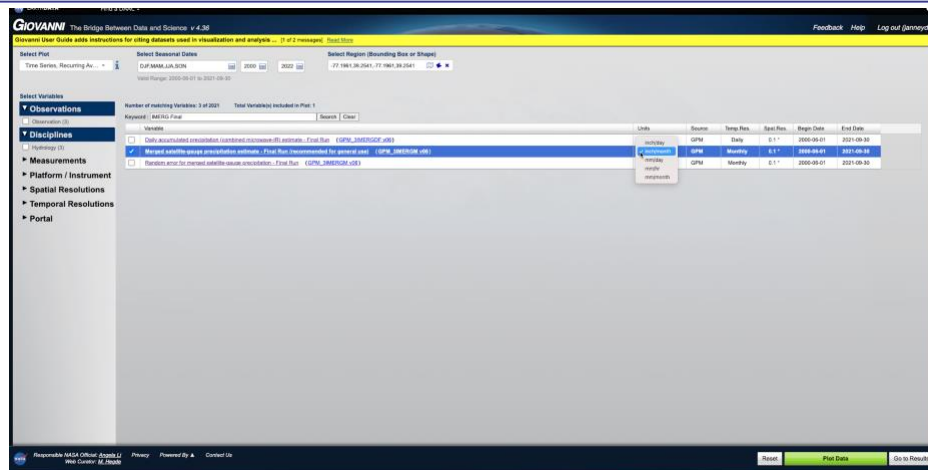 EARTHDATA Find a DAAC
GIOVANNI The Bridge Between Data and Science v 4.36
Feedback Help Log out (janneyd
Giovanni User Guide adds instructions for citing datasets used in visualization and analysis ... [1 of 2 messages] Read More
Select Plot
Select Seasonal Dates
Select Region (Bounding Box or Shape)
Time Series, Recurring Av...
DJF,MAM,JJA,SON
2000
2022
-77.1961,39.2541,-77.1961,39.2541
Valid Range: 2000-06-01 to 2021-09-30
Select Variables
Number of matching Variables: 3 of 2021 Total Variable(s) included in Plot: 1
Keyword: IMERG Final Search Clear
Observations
Observation (3)
Disciplines
Hydrology (3)
Measurements
Platform / Instrument
Spatial Resolutions
Temporal Resolutions
Portal
Variable Units Source Temp.Res. Spat.Res. Begin Date End Date
Daily accumulated precipitation (combined microwave-IR) estimate - Final Run (GPM_3IMERGDF v06) GPM Daily 0.1 ° 2000-06-01 2021-09-30
Merged satellite-gauge precipitation estimate - Final Run (recommended for general use) (GPM_3IMERGM v06) GPM Monthly 0.1 ° 2000-06-01 2021-09-30
Random error for merged satellite-gauge precipitation - Final Run (GPM_3IMERGM v06) GPM Monthly 0.1 ° 2000-06-01 2021-09-30
inch/day
inch/month
mm/day
mm/hr
mm/month
Responsible NASA Official: Angela Li
Web Curator: M. Hegde
Privacy Powered By Contact Us
Reset Plot Data Go to Results